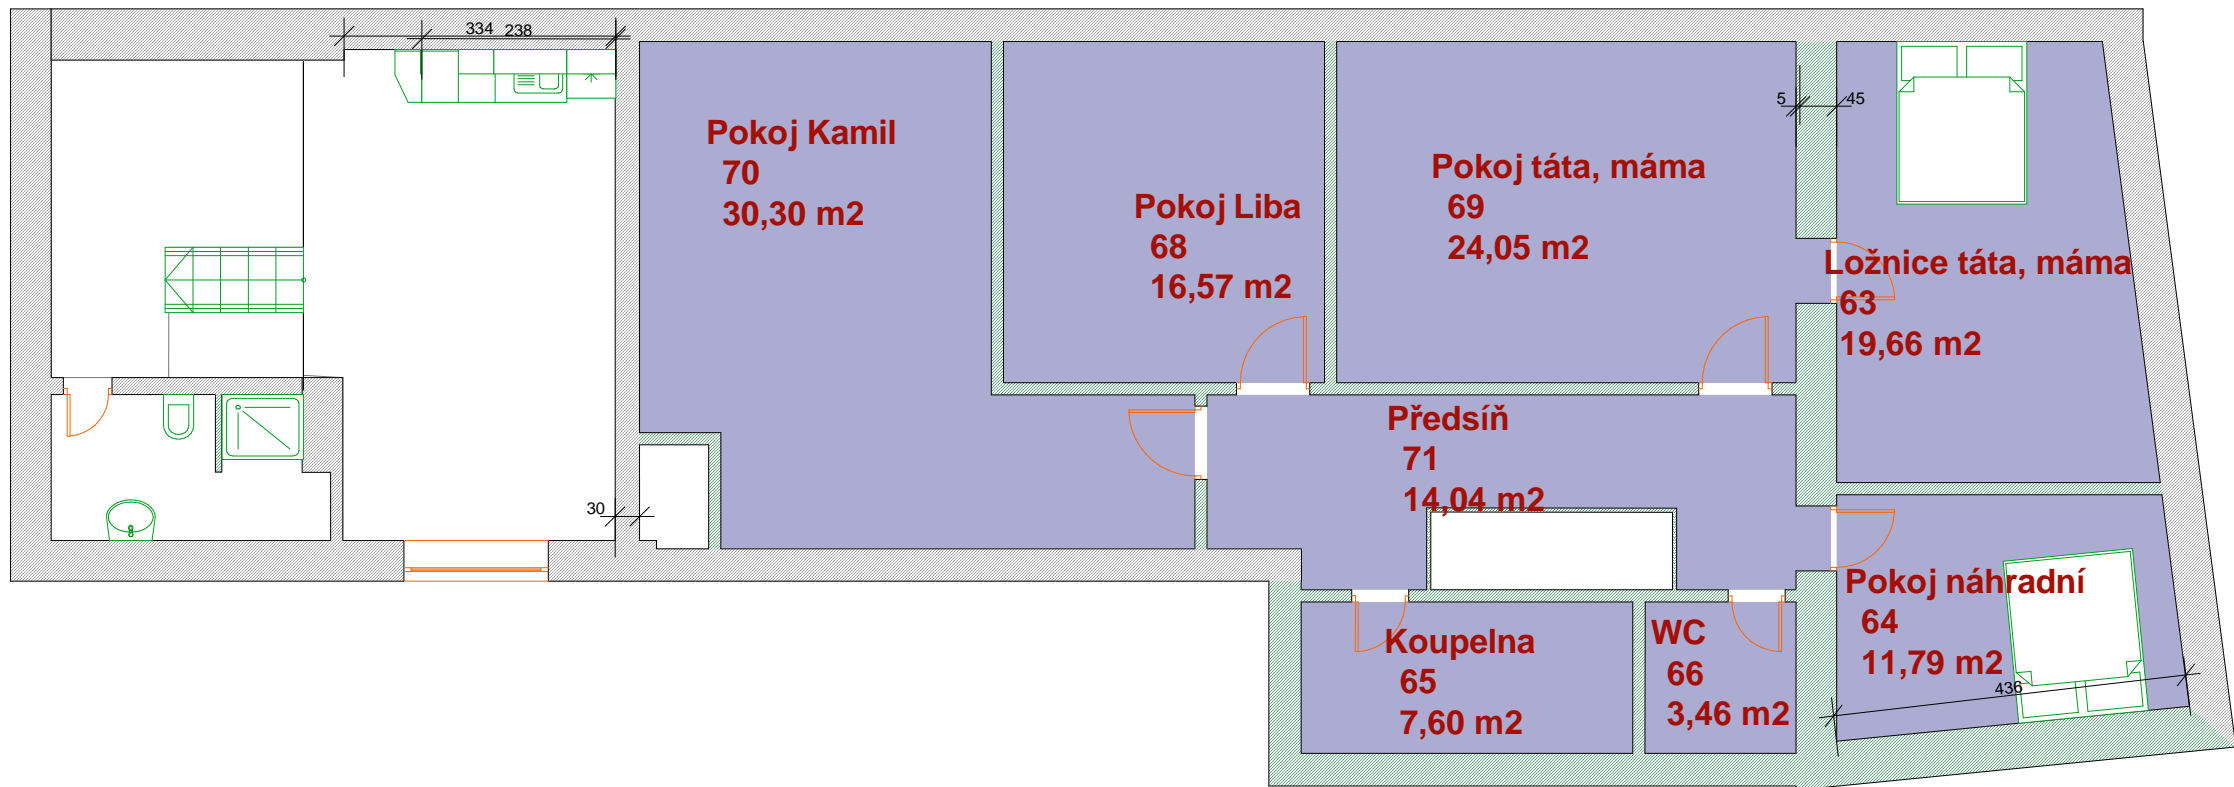 334 238
Pokoj Kamil
70
30,30 m2
Pokoj Liba
68
16,57 m2
Pokoj táta, máma
69
24,05 m2
5
45
Ložnice táta, máma
63
19,66 m2
Předsíň
71
14,04 m2
30
Koupelna
65
7,60 m2
WC
66
3,46 m2
Pokoj náhradní
64
11,79 m2
436